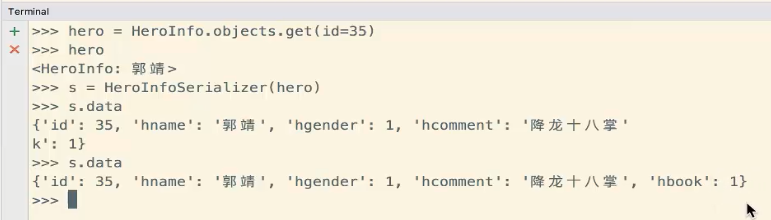 Terminal
>>> hero = HeroInfo.objects.get(id=35)
>>> hero
<HeroInfo: 郭靖>
>>> s = HeroInfoSerializer(hero)
>>> s.data
{'id': 35, 'hname': '郭靖', 'hgender': 1, 'hcomment': '降龙十八掌'
k': 1}
>>> s.data
{'id': 35, 'hname': '郭靖', 'hgender': 1, 'hcomment': '降龙十八掌', 'hbook': 1}
>>>